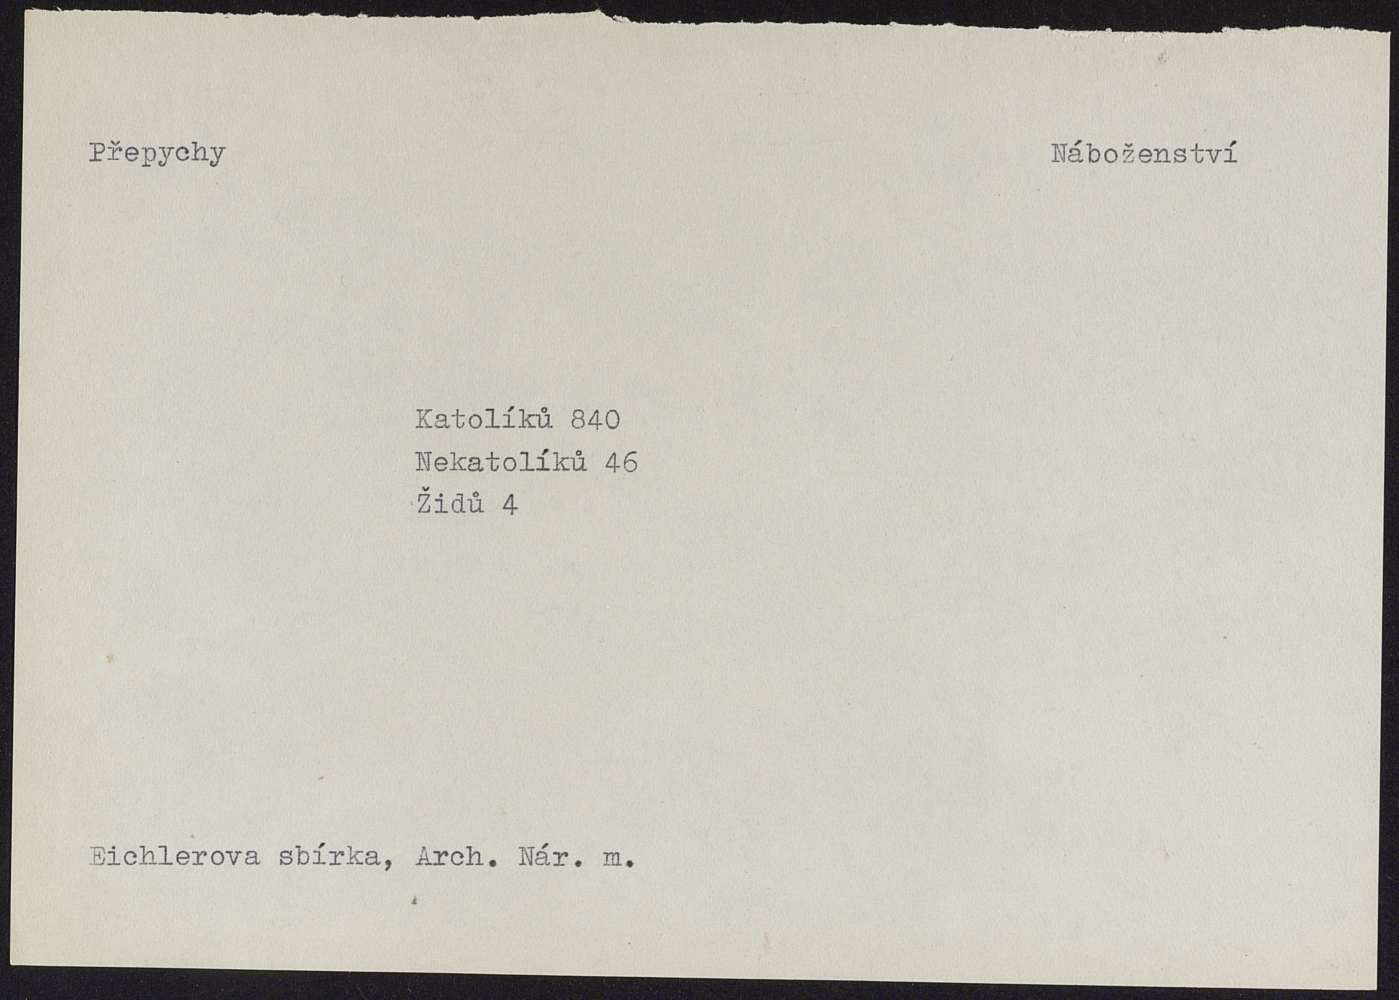 Přepychy
Náboženství
Katolíků 840
Nekatolíků 46
Židů 4
Eichlerova sbírka, Arch. Nár. m.